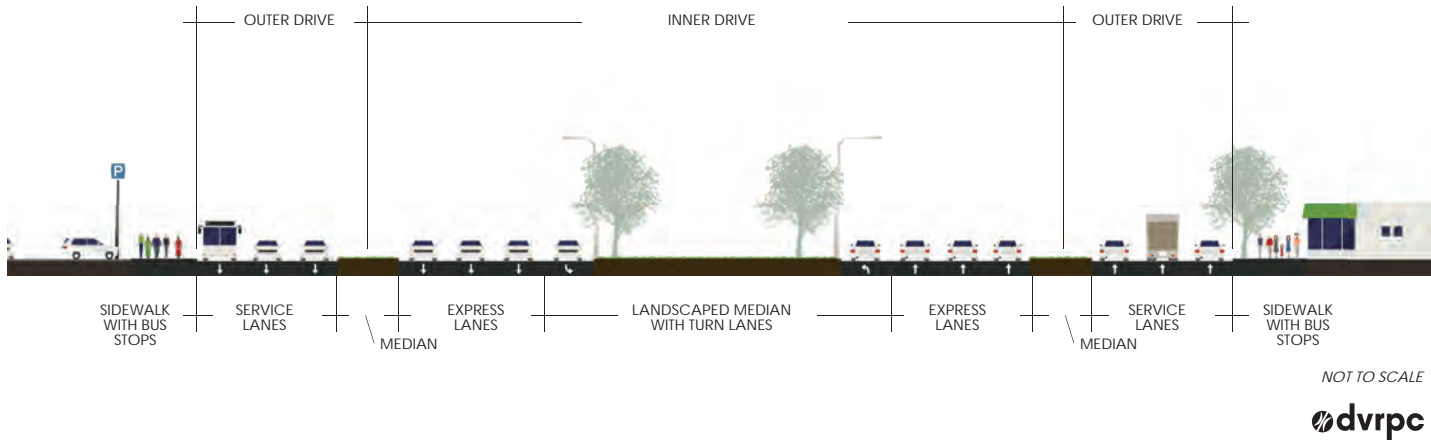 OUTER DRIVE
INNER DRIVE
OUTER DRIVE
P
SIDEWALK
WITH BUS
STOPS
SERVICE
LANES
MEDIAN
EXPRESS
LANES
LANDSCAPED MEDIAN
WITH TURN LANES
EXPRESS
LANES
MEDIAN
SERVICE
LANES
SIDEWALK
WITH BUS
STOPS
NOT TO SCALE
dvrpc